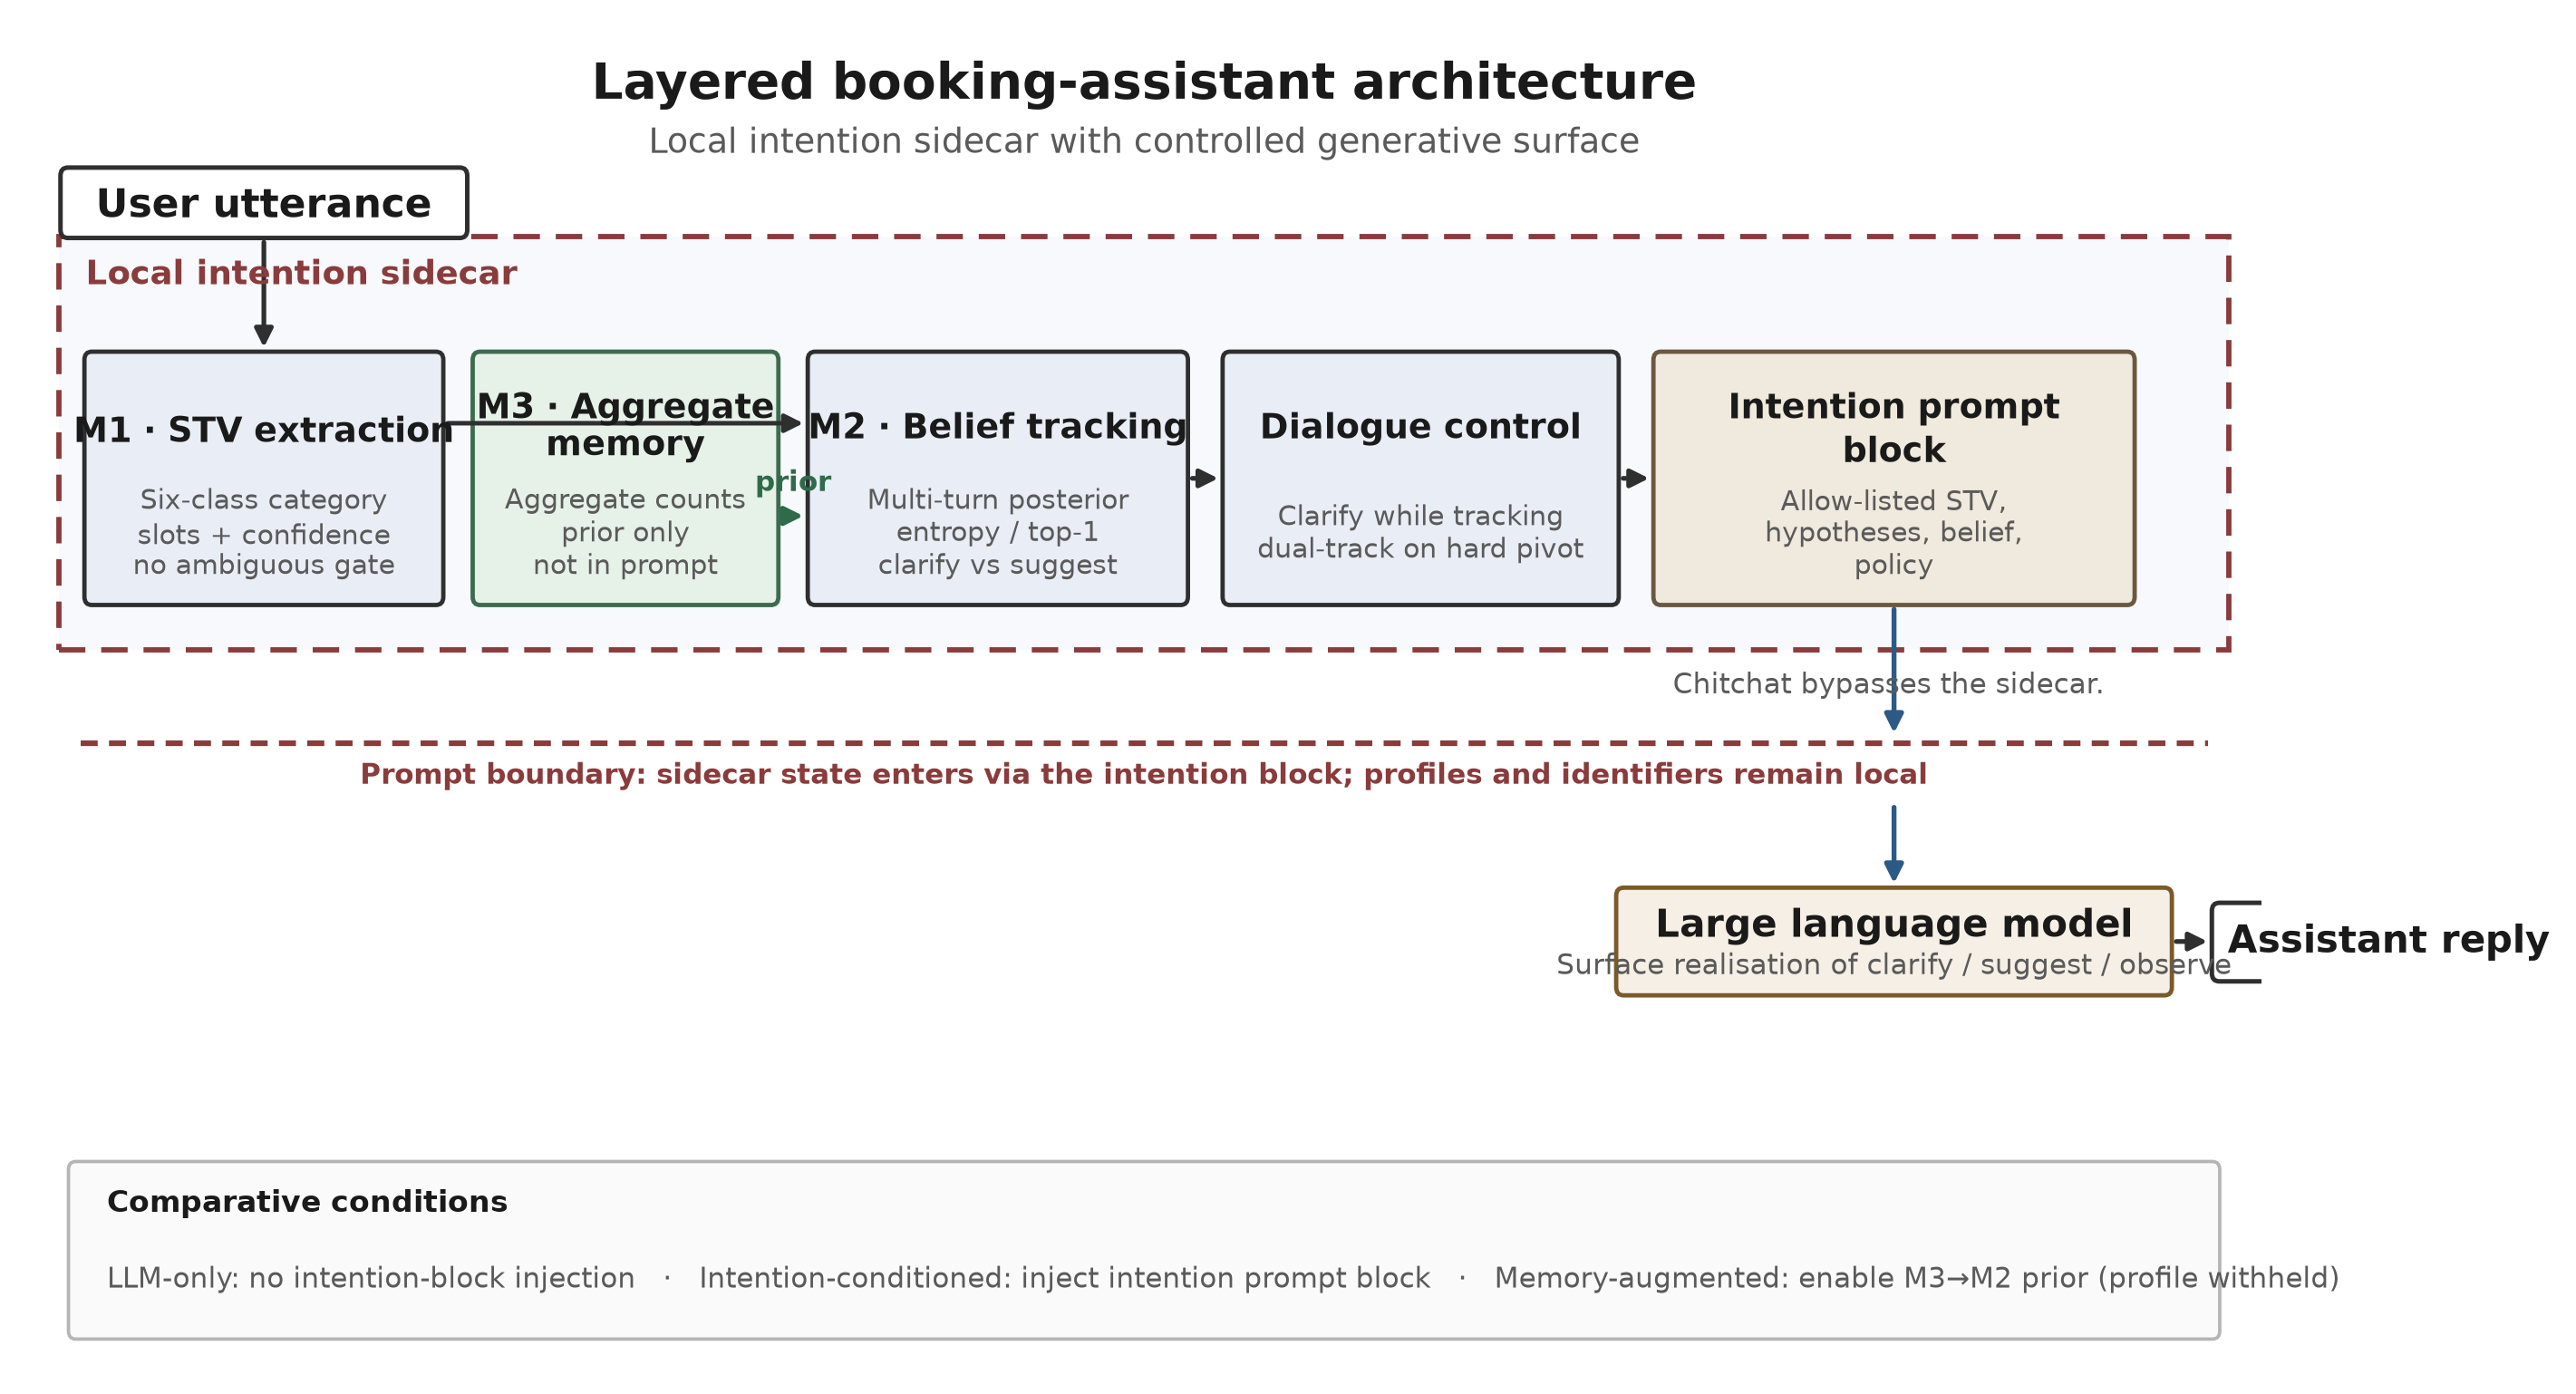 Layered booking-assistant architecture
Local intention sidecar with controlled generative surface
User utterance
Local intention sidecar
M1 · STV extraction
Six-class category
slots + confidence
no ambiguous gate
M3 · Aggregate
memory
Aggregate counts
prior only
not in prompt
prior
M2 · Belief tracking
Multi-turn posterior
entropy / top-1
clarify vs suggest
Dialogue control
Clarify while tracking
dual-track on hard pivot
Intention prompt
block
Allow-listed STV,
hypotheses, belief,
policy
Chitchat bypasses the sidecar.
Prompt boundary: sidecar state enters via the intention block; profiles and identifiers remain local
Large language model
Surface realisation of clarify / suggest / observe
Assistant reply
Comparative conditions
LLM-only: no intention-block injection · Intention-conditioned: inject intention prompt block · Memory-augmented: enable M3→M2 prior (profile withheld)